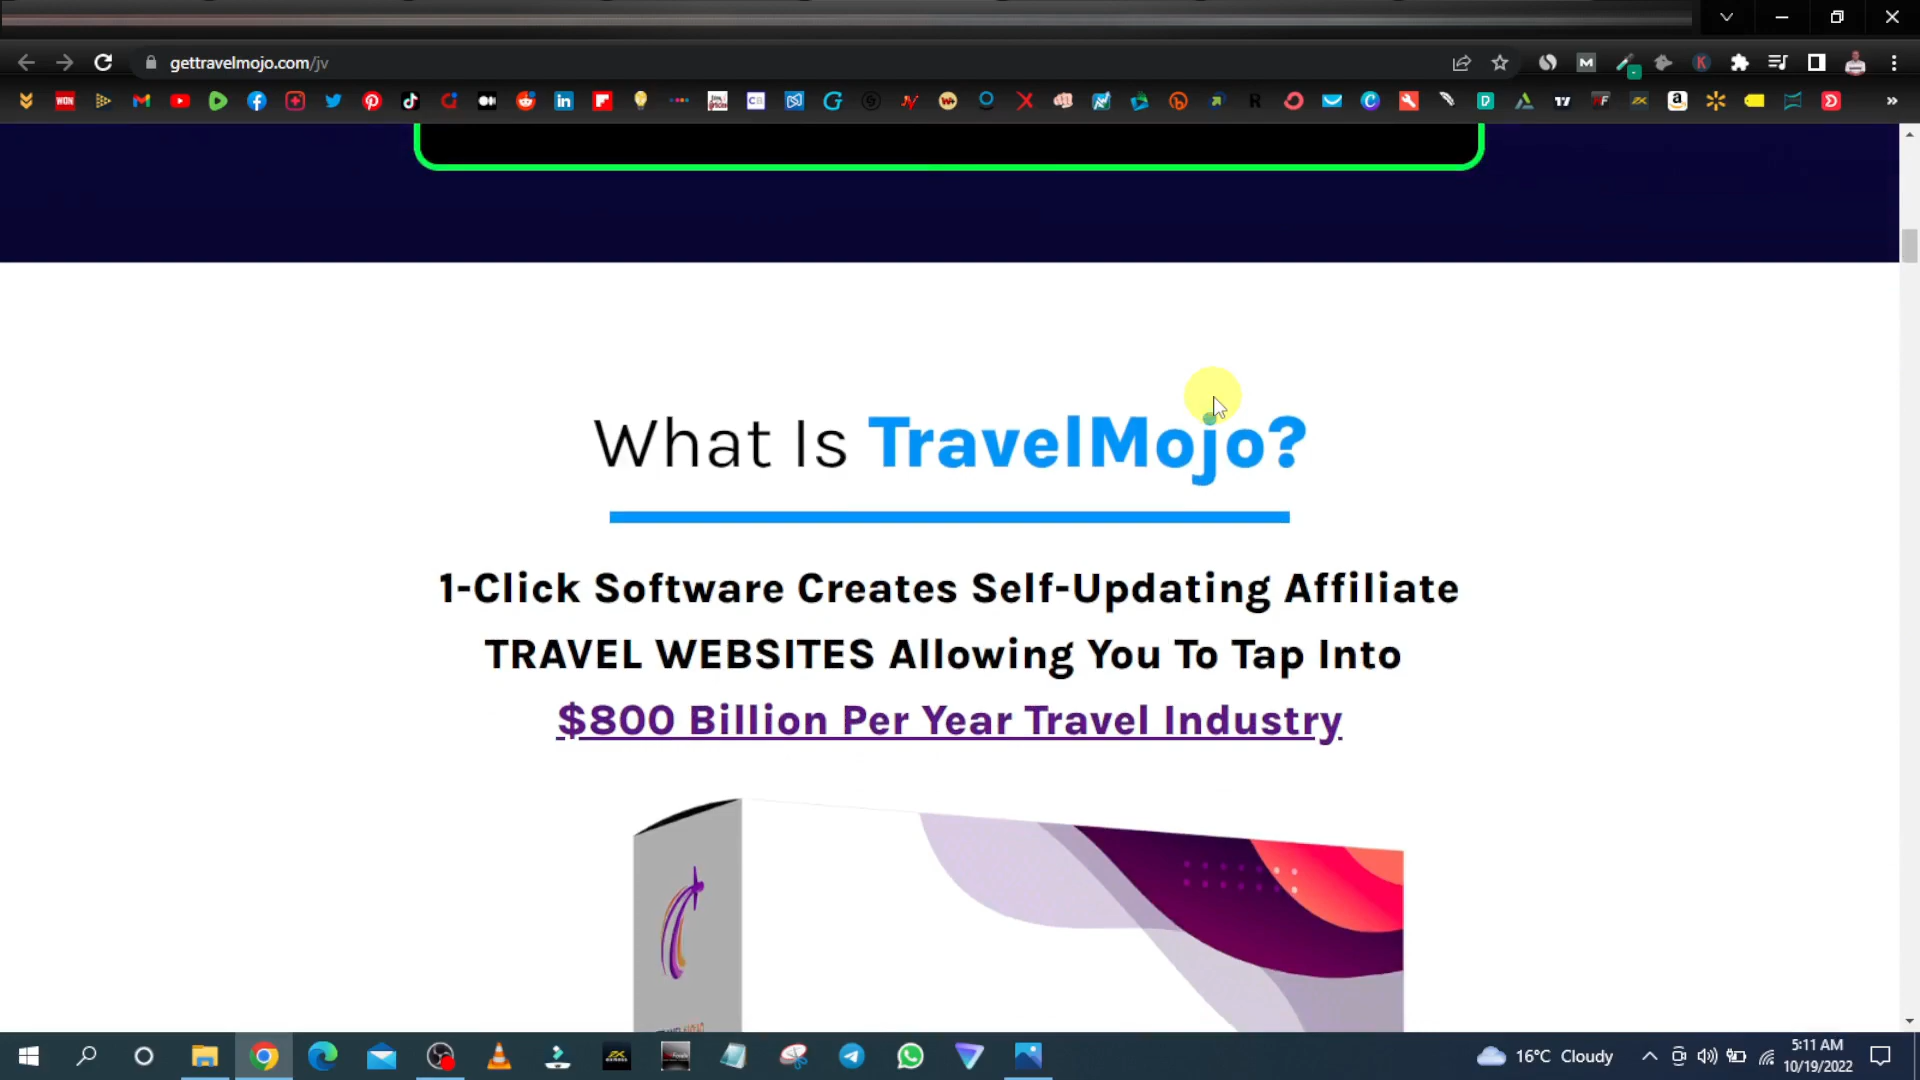 gettravelmojo.com/jv
What Is TravelMojo?
1-Click Software Creates Self-Updating Affiliate
TRAVEL WEBSITES Allowing You To Tap Into
$800 Billion Per Year Travel Industry
16°C Cloudy
5:11 AM
10/19/2022